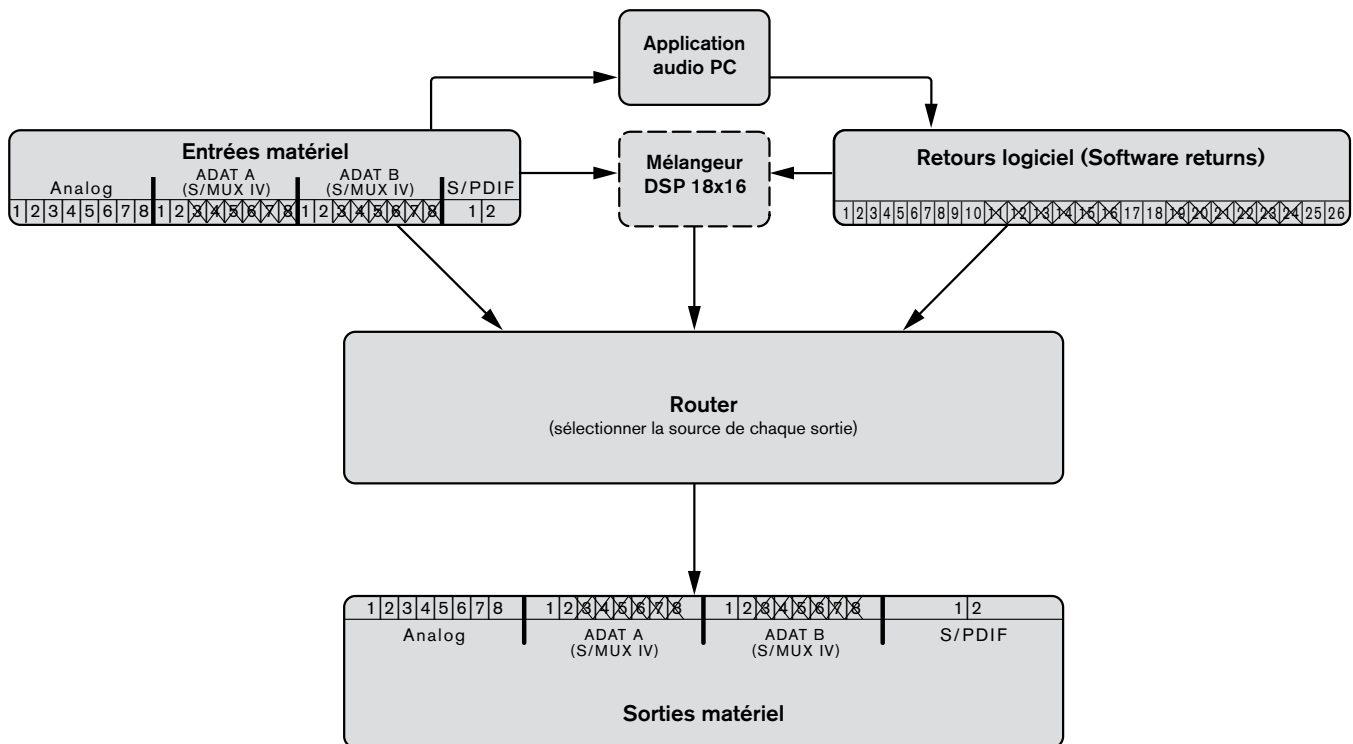 Application
audio PC
Entrées matériel
Mélangeur
DSP 18x16
Retours logiciel (Software returns)
Analog
ADAT A
(S/MUX IV)
ADAT B
(S/MUX IV)
S/PDIF
1 2 3 4 5 6 7 8 1 2 3 4 5 6 7 8 1 2 3 4 5 6 7 8 1 2
1 2 3 4 5 6 7 8 9 10 11 12 13 14 15 16 17 18 19 20 21 22 23 24 25 26
Router
(sélectionner la source de chaque sortie)
1 2 3 4 5 6 7 8 1 2 3 4 5 6 7 8 1 2 3 4 5 6 7 8 1 2
Analog
ADAT A
(S/MUX IV)
ADAT B
(S/MUX IV)
S/PDIF
Sorties matériel